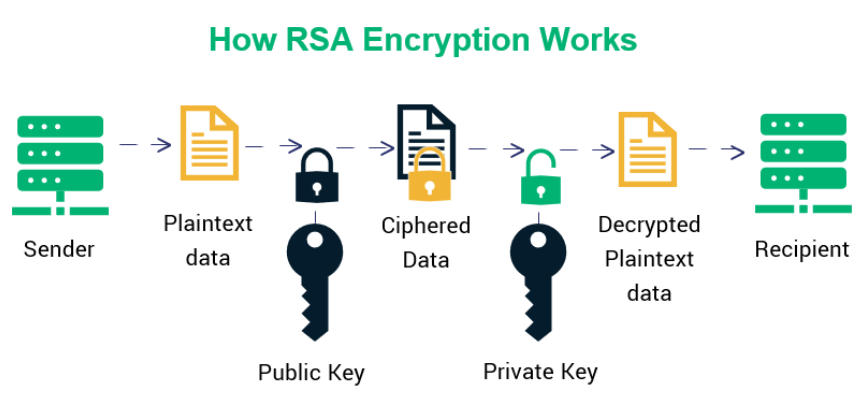 How RSA Encryption Works
Sender
Plaintext
data
Public Key
Ciphered
Data
Private Key
Decrypted
Plaintext
data
Recipient